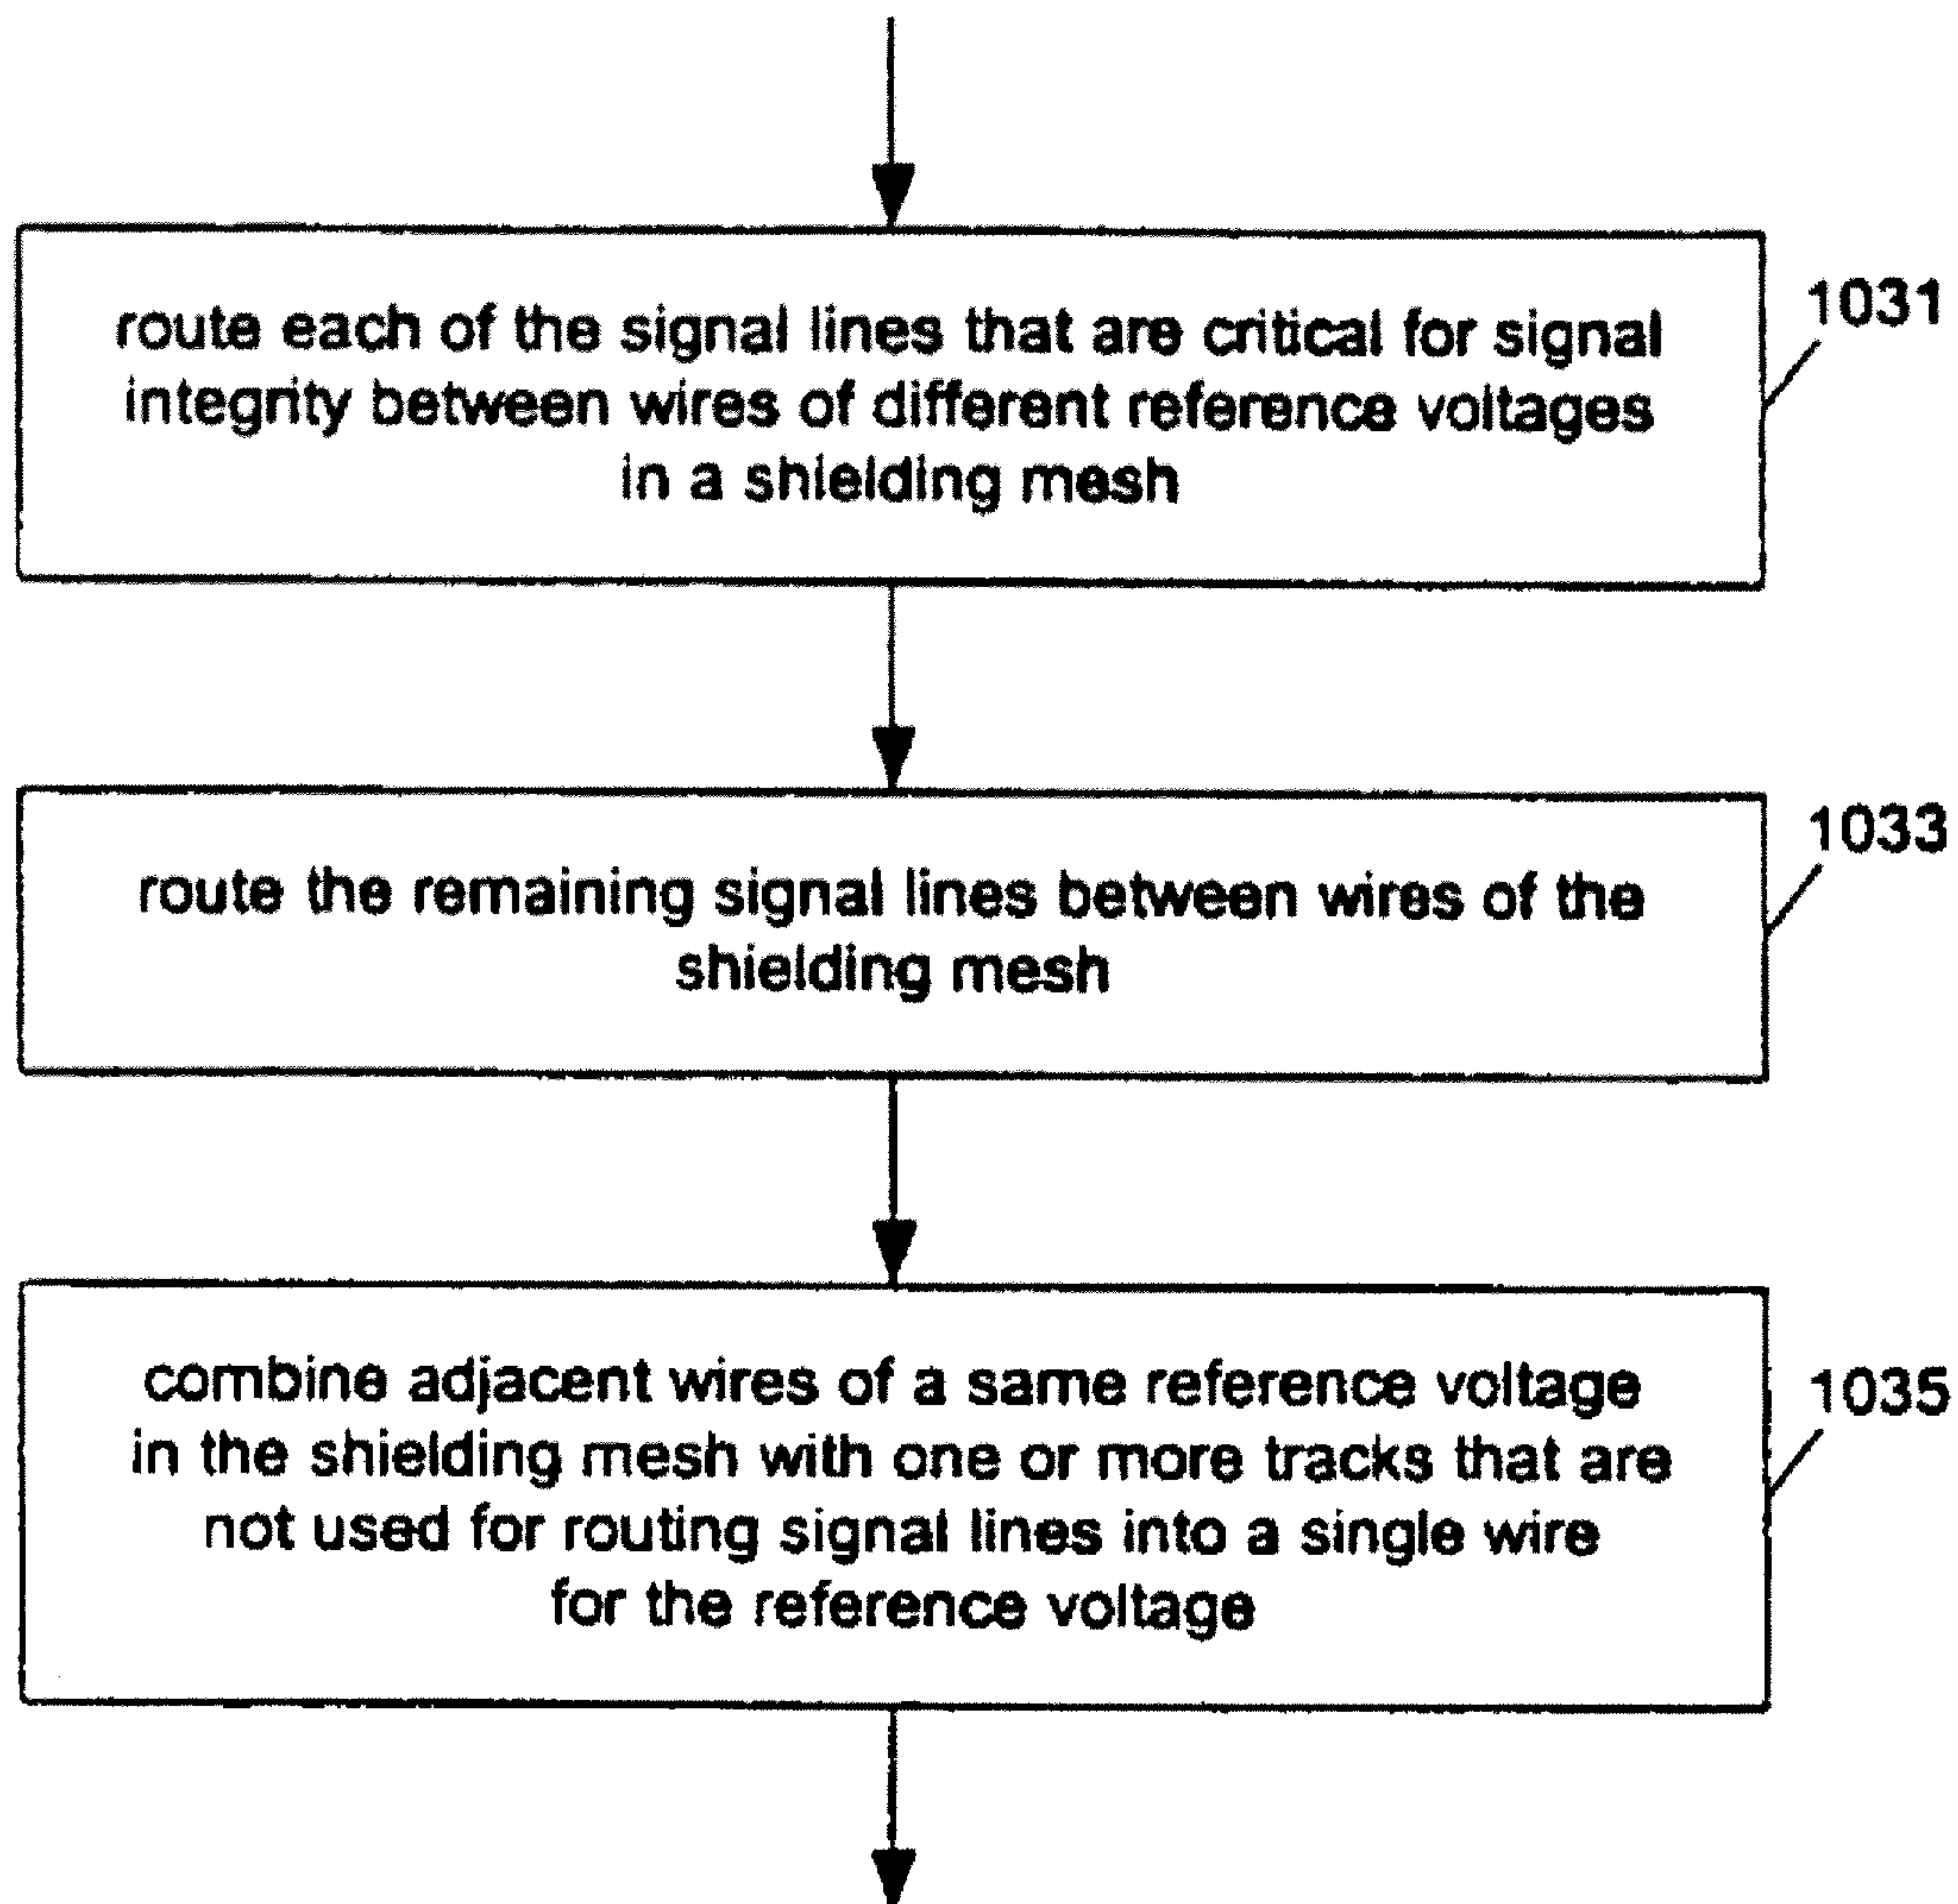 route each of the signal lines that are critical for signal
integrity between wires of different reference voltages
in a shielding mesh
1031
route the remaining signal lines between wires of the
shielding mesh
1033
combine adjacent wires of a same reference voltage
in the shielding mesh with one or more tracks that are
not used for routing signal lines into a single wire
for the reference voltage
1035